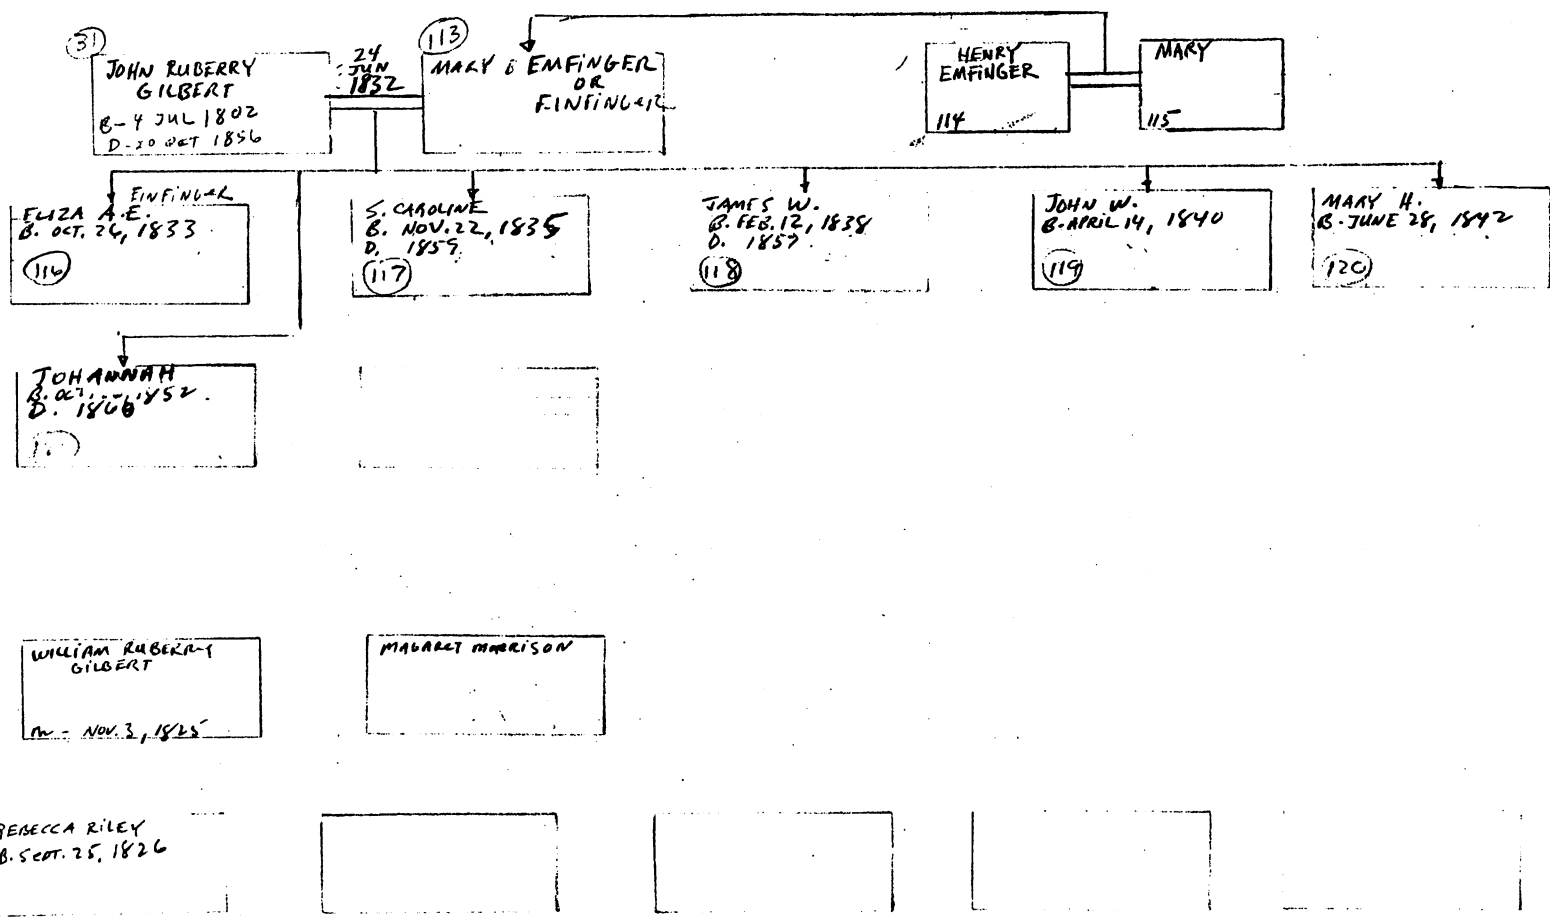 31
JOHN RUBERRY
GILBERT
B- 4 JUL 1802
D- 20 OCT 1856
24
JUN
1832
113
MARY EMFINGER
OR
FINFINGER
HENRY
EMFINGER
114
MARY
115
EINFINGER
ELIZA A.E.
B. OCT. 26, 1833
116
S. CAROLINE
B. NOV. 22, 1835
D. 1859
117
JAMES W.
B. FEB. 12, 1838
D. 1857
118
JOHN W.
B. APRIL 14, 1840
119
MARY H.
B. JUNE 28, 1842
120
JOHANNAH
B. OCT. 1852
D. 1860
WILLIAM RUBERRY
GILBERT
m - NOV. 3, 1825
MAGARET MORRISON
REBECCA RILEY
B. SEPT. 25, 1826